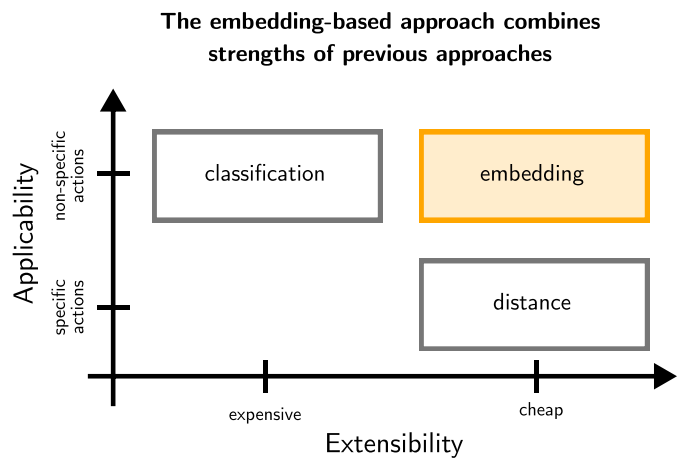 The embedding-based approach combines
strengths of previous approaches
Applicability
non-specific
actions
specific
actions
classification
embedding
distance
expensive
cheap
Extensibility